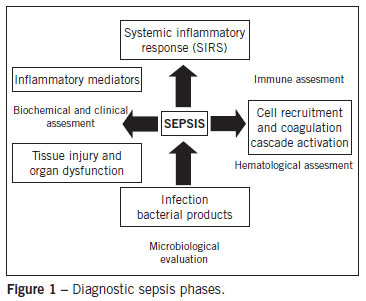 Systemic inflammatory
response (SIRS)
Inflammatory mediators
Immune assesment
Biochemical and clinical
assesment
SEPSIS
Cell recruitment
and coagulation
cascade activation
Tissue injury and
organ dysfunction
Hematological assesment
Infection
bacterial products
Microbiological
evaluation
Figure 1 – Diagnostic sepsis phases.